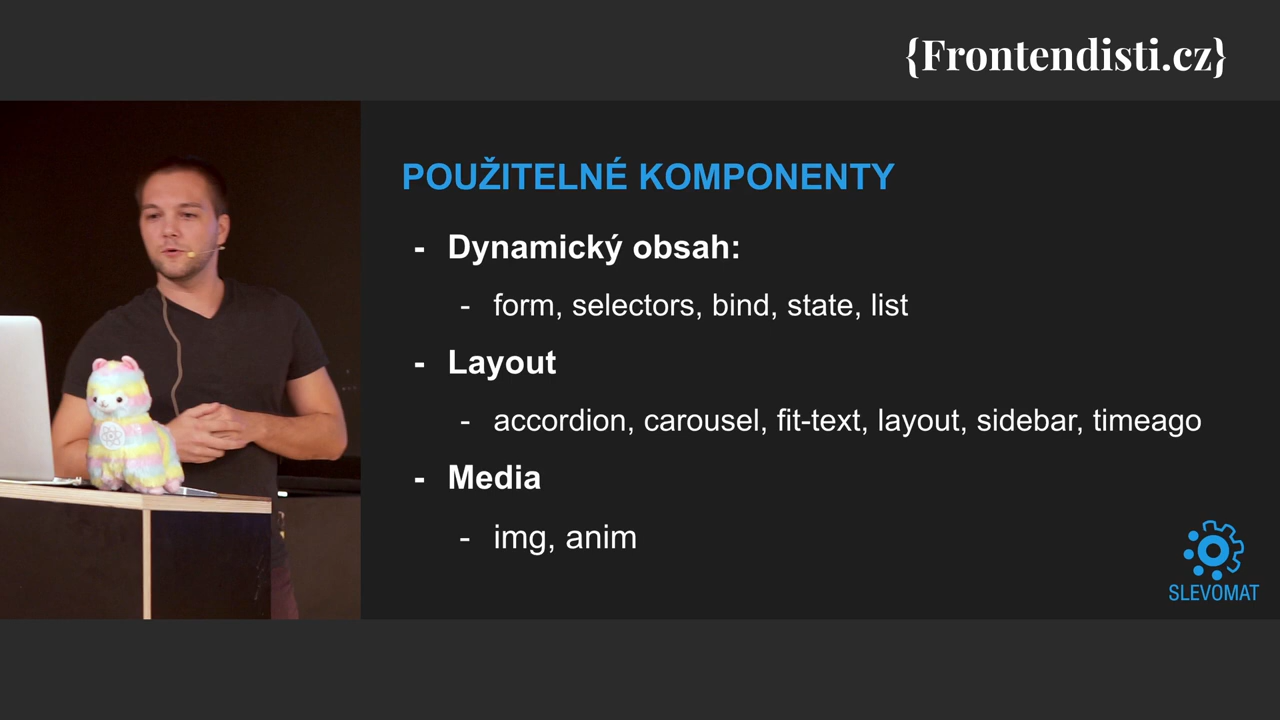 {Frontendisti.cz}
POUŽITELNÉ KOMPONENTY
- Dynamický obsah:
- form, selectors, bind, state, list
- Layout
- accordion, carousel, fit-text, layout, sidebar, timeago
- Media
- img, anim
SLEVOMAT